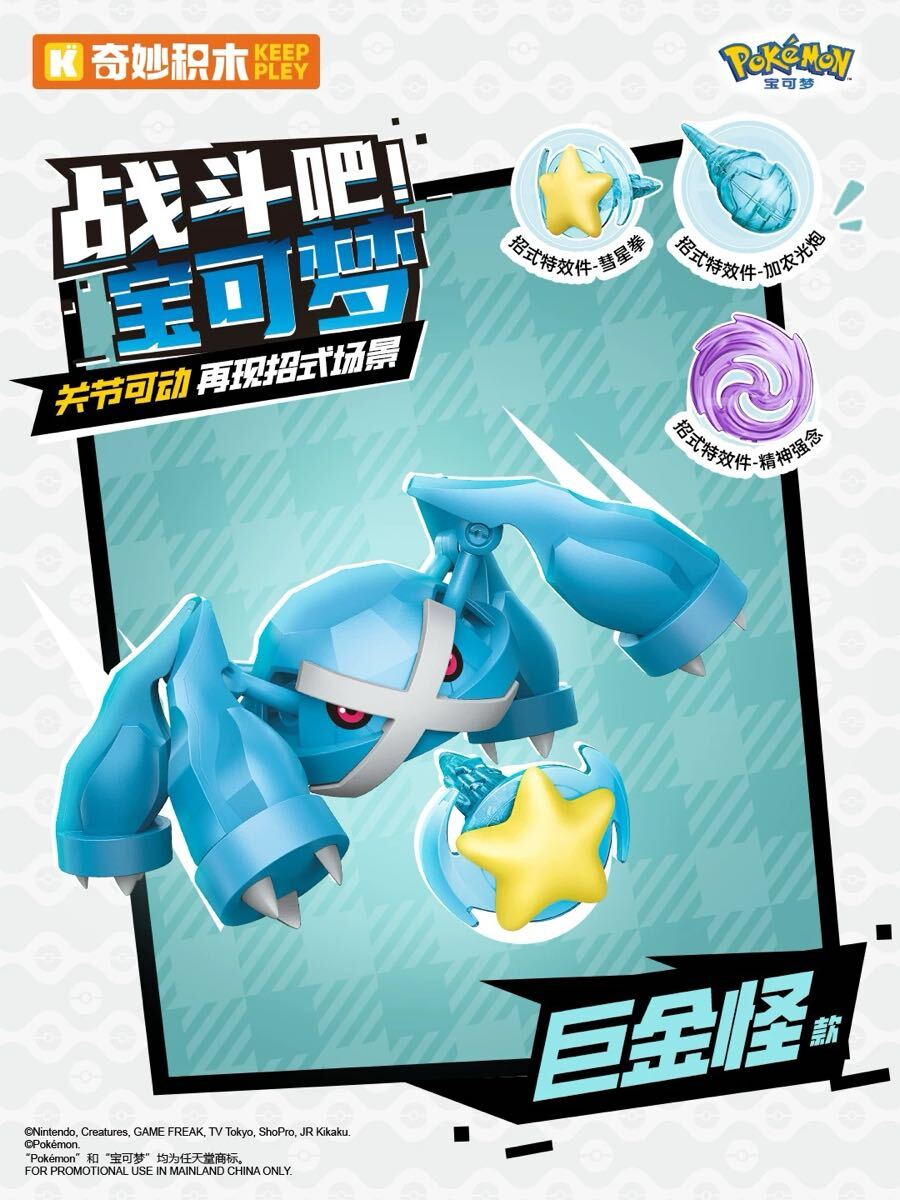 K 奇妙积木 KEEP PLEY
POKéMON™
宝可梦
战斗吧!
宝可梦
关节可动 再现招式场景
招式特效件-彗星拳
招式特效件-加农光炮
招式特效件-精神强念
巨金怪 款
©Nintendo, Creatures, GAME FREAK, TV Tokyo, ShoPro, JR Kikaku.
©Pokémon.
“Pokémon”和“宝可梦”均为任天堂商标。
FOR PROMOTIONAL USE IN MAINLAND CHINA ONLY.